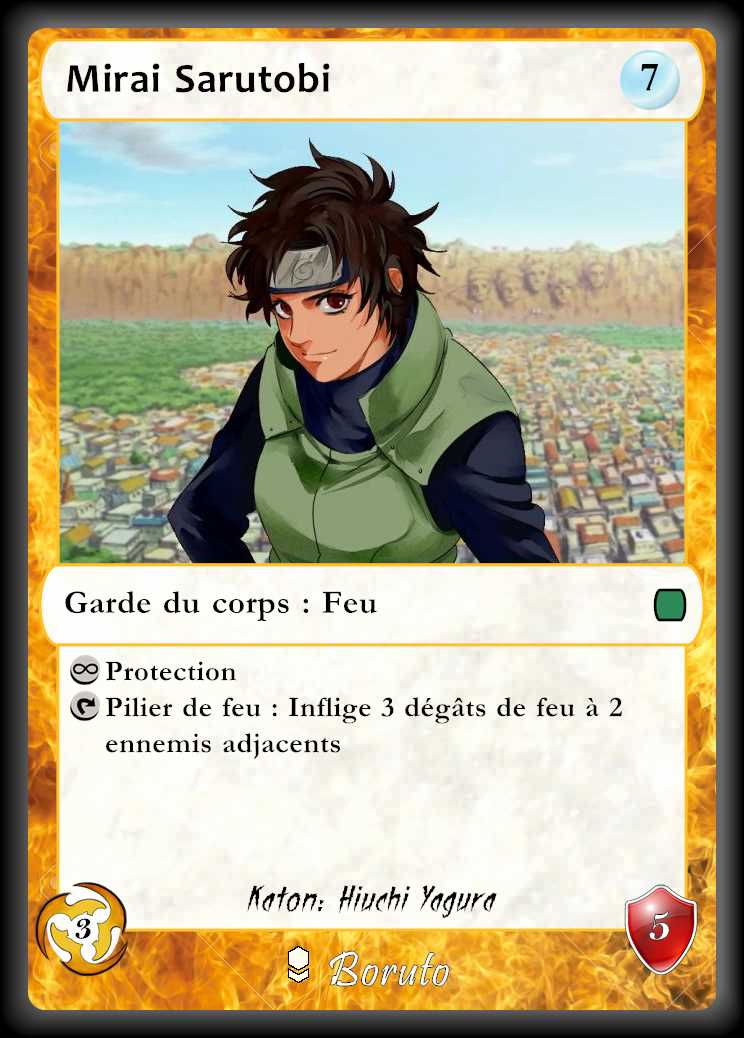 Mirai Sarutobi
7
Garde du corps : Feu
Protection
Pilier de feu : Inflige 3 dégâts de feu à 2
ennemis adjacents
Katon: Hiuchi Yagura
3
5
Boruto